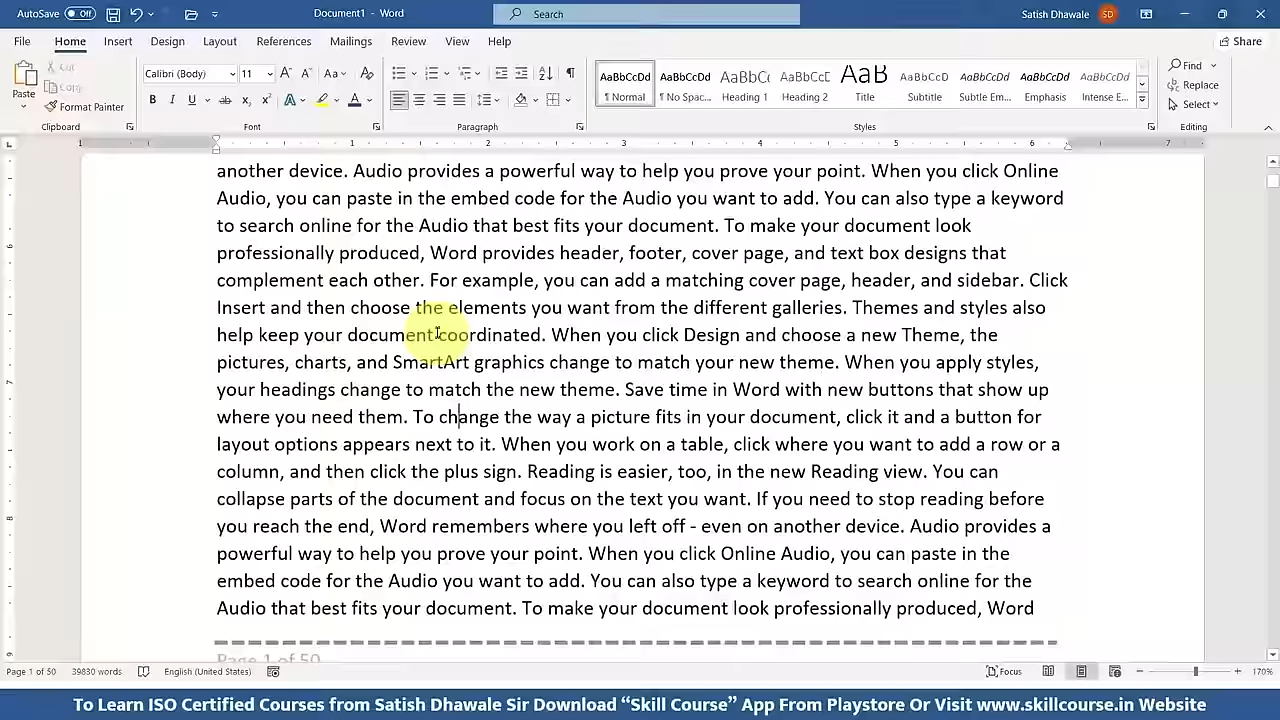 AutoSave Off Document1 - Word Search Satish Dhawale SD
File Home Insert Design Layout References Mailings Review View Help Share
Paste Cut Copy Format Painter
Clipboard
Calibri (Body) 11
Font
Paragraph
AaBbCcDd AaBbCcDd AaBbCc AaBbCcE AaB AaBbCcD AaBbCcDd AaBbCcDd AaBbCcDd
¶ Normal ¶ No Spac... Heading 1 Heading 2 Title Subtitle Subtle Em... Emphasis Intense E...
Styles
Find
Replace
Select
Editing
1 1 2 3 4 5 6 7
another device. Audio provides a powerful way to help you prove your point. When you click Online
Audio, you can paste in the embed code for the Audio you want to add. You can also type a keyword
to search online for the Audio that best fits your document. To make your document look
professionally produced, Word provides header, footer, cover page, and text box designs that
complement each other. For example, you can add a matching cover page, header, and sidebar. Click
Insert and then choose the elements you want from the different galleries. Themes and styles also
help keep your document coordinated. When you click Design and choose a new Theme, the
pictures, charts, and SmartArt graphics change to match your new theme. When you apply styles,
your headings change to match the new theme. Save time in Word with new buttons that show up
where you need them. To change the way a picture fits in your document, click it and a button for
layout options appears next to it. When you work on a table, click where you want to add a row or a
column, and then click the plus sign. Reading is easier, too, in the new Reading view. You can
collapse parts of the document and focus on the text you want. If you need to stop reading before
you reach the end, Word remembers where you left off - even on another device. Audio provides a
powerful way to help you prove your point. When you click Online Audio, you can paste in the
embed code for the Audio you want to add. You can also type a keyword to search online for the
Audio that best fits your document. To make your document look professionally produced, Word
Page 1 of 50
Page 1 of 50 39830 words English (United States) Focus 170%
To Learn ISO Certified Courses from Satish Dhawale Sir Download “Skill Course” App From Playstore Or Visit www.skillcourse.in Website